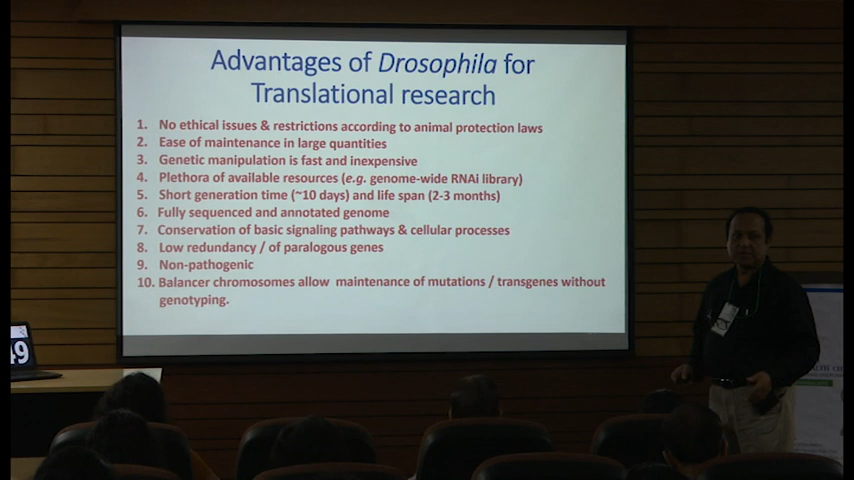 Advantages of Drosophila for
Translational research
1. No ethical issues & restrictions according to animal protection laws
2. Ease of maintenance in large quantities
3. Genetic manipulation is fast and inexpensive
4. Plethora of available resources (e.g. genome-wide RNAi library)
5. Short generation time (~10 days) and life span (2-3 months)
6. Fully sequenced and annotated genome
7. Conservation of basic signaling pathways & cellular processes
8. Low redundancy / of paralogous genes
9. Non-pathogenic
10. Balancer chromosomes allow maintenance of mutations / transgenes without
genotyping.
49